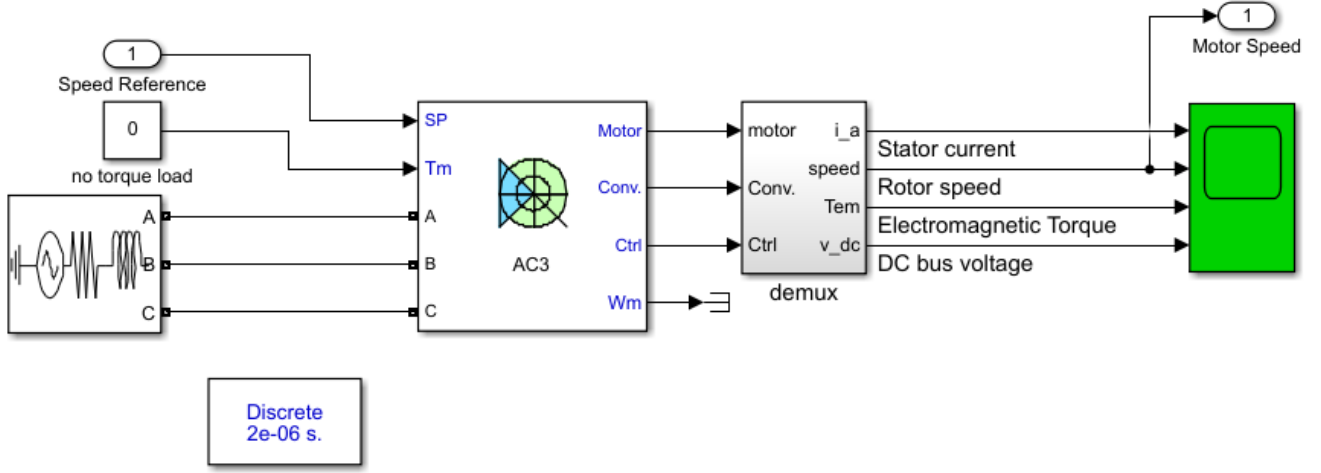 1
Motor Speed
1
Speed Reference
0
no torque load
A
B
C
SP
Tm
A
B
C
AC3
Motor
Conv.
Ctrl
Wm
motor
Conv.
Ctrl
i_a
speed
Tem
v_dc
demux
Stator current
Rotor speed
Electromagnetic Torque
DC bus voltage
Discrete
2e-06 s.